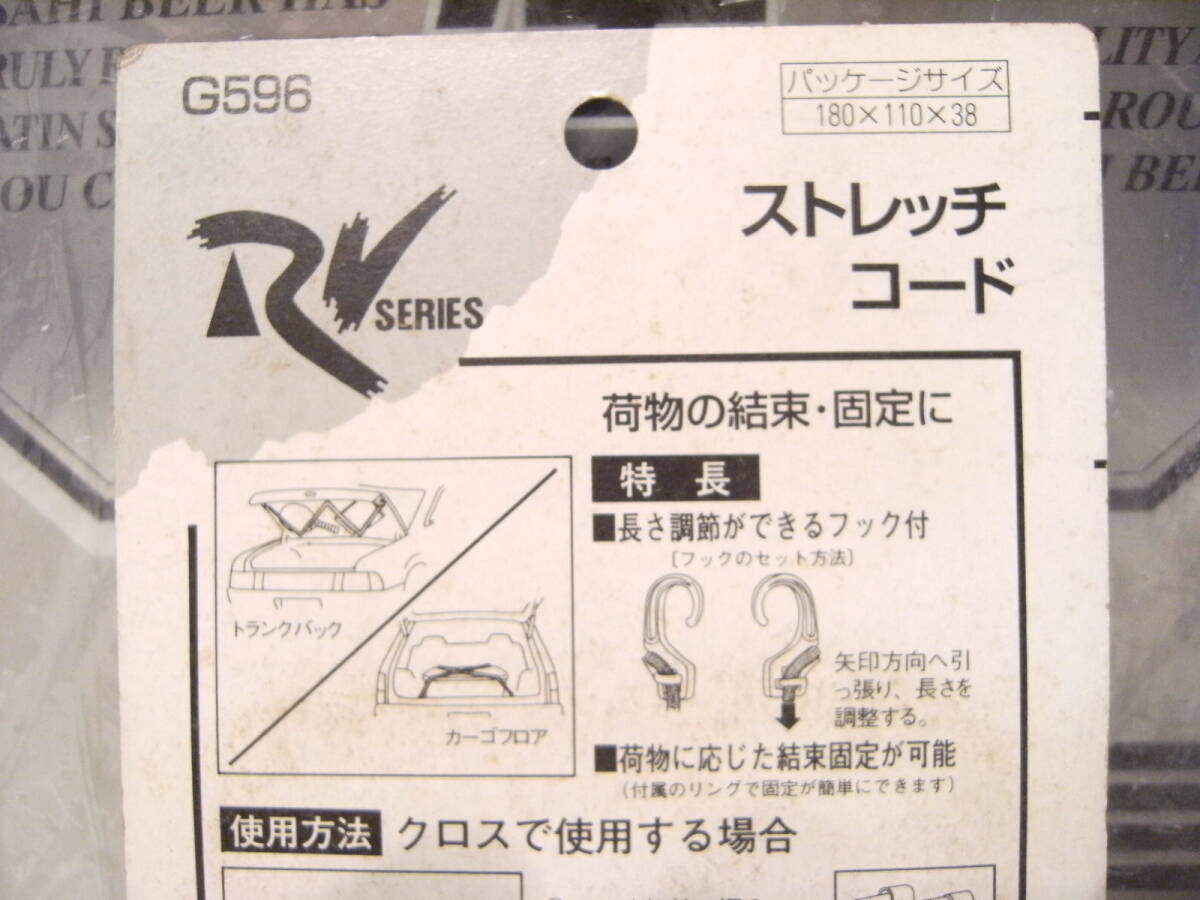 G596
パッケージサイズ
180×110×38
RV SERIES
ストレッチ
コード
荷物の結束・固定に
特長
■長さ調節ができるフック付
〔フックのセット方法〕
矢印方向へ引
っ張り、長さを
調整する。
■荷物に応じた結束固定が可能
(付属のリングで固定が簡単にできます)
トランクバック
カーゴフロア
使用方法 クロスで使用する場合
ASAHI BEER HAS
TRULY
SATIN
YOU